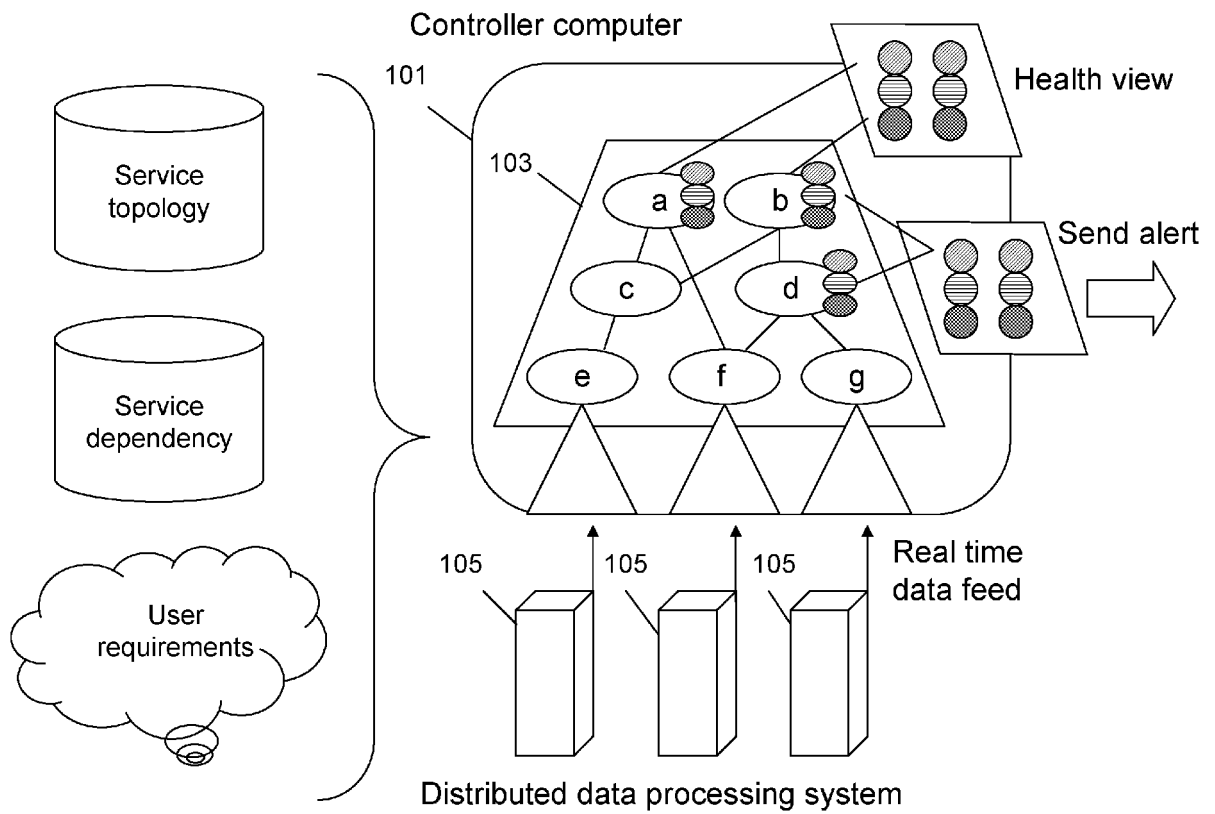 Controller computer
101
Health view
Service
topology
103
a
b
Send alert
c
d
Service
dependency
e
f
g
Real time
data feed
105
105
105
User
requirements
Distributed data processing system